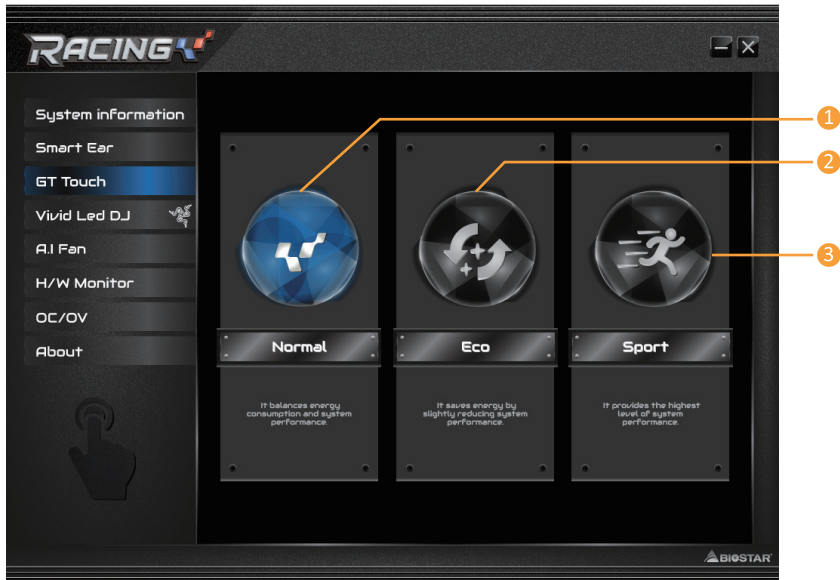 RACING
System information
Smart Ear
GT Touch
Vivid Led DJ
A.I Fan
H/W Monitor
OC/OV
About
1
2
3
Normal
It balances energy
consumption and system
performance.
Eco
It saves energy by
slightly reducing system
performance.
Sport
It provides the highest
level of system
performance.
BIOSTAR